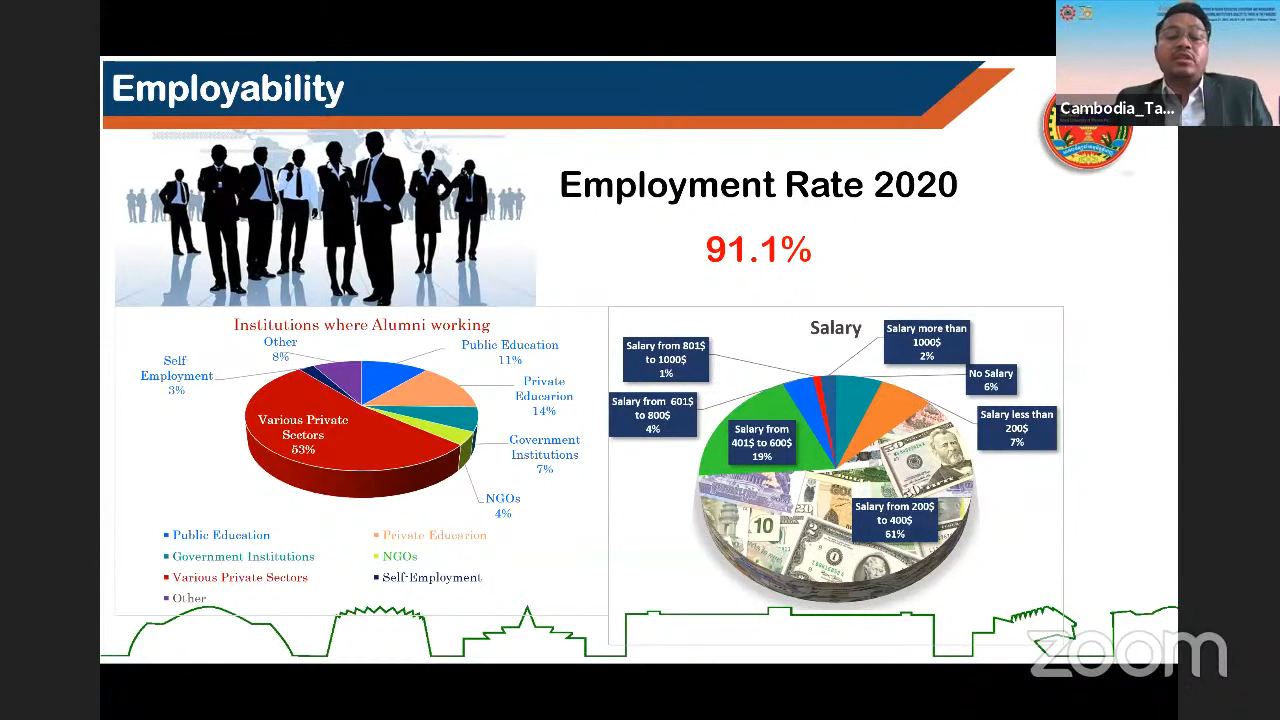 Employability
Cambodia_Ta...
Employment Rate 2020
91.1%
Institutions where Alumni working
Other
8%
Public Education
11%
Self-
Employment
3%
Private
Educarion
14%
Various Private
Sectors
53%
Government
Institutions
7%
NGOs
4%
Public Education
Private Educarion
Government Institutions
NGOs
Various Private Sectors
Self-Employment
Other
Salary
Salary more than
1000$
2%
Salary from 801$
to 1000$
1%
No Salary
6%
Salary from 601$
to 800$
4%
Salary less than
200$
7%
Salary from
401$ to 600$
19%
Salary from 200$
to 400$
61%
10
2
zoom